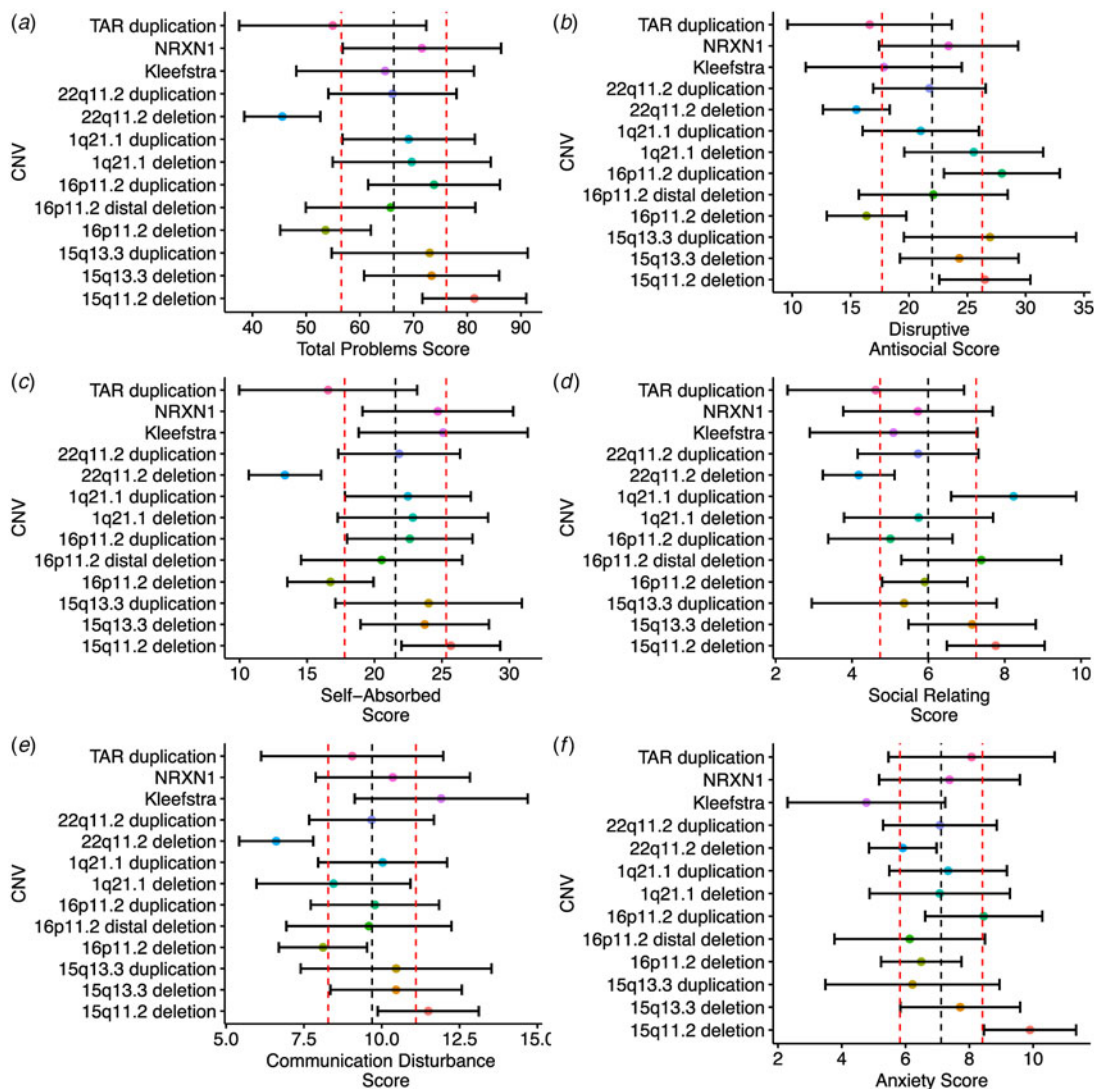 (a)
TAR duplication
NRXN1
Kleefstra
22q11.2 duplication
22q11.2 deletion
1q21.1 duplication
1q21.1 deletion
16p11.2 duplication
16p11.2 distal deletion
16p11.2 deletion
15q13.3 duplication
15q13.3 deletion
15q11.2 deletion
CNV
40 50 60 70 80 90
Total Problems Score
(b)
TAR duplication
NRXN1
Kleefstra
22q11.2 duplication
22q11.2 deletion
1q21.1 duplication
1q21.1 deletion
16p11.2 duplication
16p11.2 distal deletion
16p11.2 deletion
15q13.3 duplication
15q13.3 deletion
15q11.2 deletion
CNV
10 15 20 25 30 35
Disruptive
Antisocial Score
(c)
TAR duplication
NRXN1
Kleefstra
22q11.2 duplication
22q11.2 deletion
1q21.1 duplication
1q21.1 deletion
16p11.2 duplication
16p11.2 distal deletion
16p11.2 deletion
15q13.3 duplication
15q13.3 deletion
15q11.2 deletion
CNV
10 15 20 25 30
Self−Absorbed
Score
(d)
TAR duplication
NRXN1
Kleefstra
22q11.2 duplication
22q11.2 deletion
1q21.1 duplication
1q21.1 deletion
16p11.2 duplication
16p11.2 distal deletion
16p11.2 deletion
15q13.3 duplication
15q13.3 deletion
15q11.2 deletion
CNV
2 4 6 8 10
Social Relating
Score
(e)
TAR duplication
NRXN1
Kleefstra
22q11.2 duplication
22q11.2 deletion
1q21.1 duplication
1q21.1 deletion
16p11.2 duplication
16p11.2 distal deletion
16p11.2 deletion
15q13.3 duplication
15q13.3 deletion
15q11.2 deletion
CNV
5.0 7.5 10.0 12.5 15.0
Communication Disturbance
Score
(f)
TAR duplication
NRXN1
Kleefstra
22q11.2 duplication
22q11.2 deletion
1q21.1 duplication
1q21.1 deletion
16p11.2 duplication
16p11.2 distal deletion
16p11.2 deletion
15q13.3 duplication
15q13.3 deletion
15q11.2 deletion
CNV
2 4 6 8 10
Anxiety Score